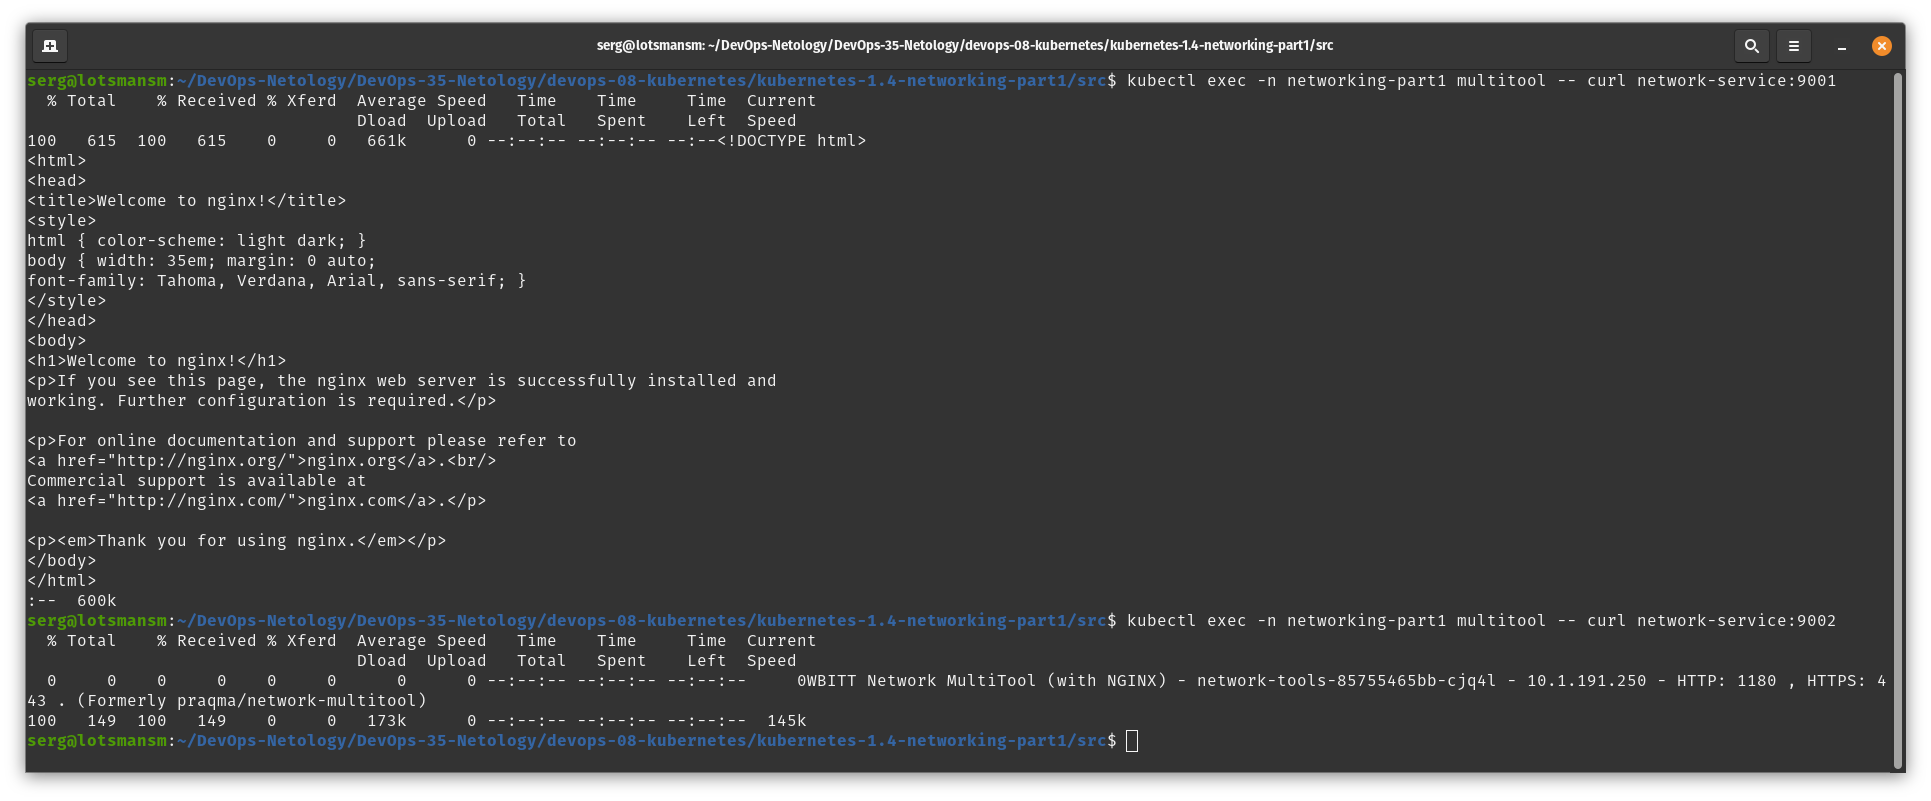 serg@lotsmansm: ~/DevOps-Netology/DevOps-35-Netology/devops-08-kubernetes/kubernetes-1.4-networking-part1/src
serg@lotsmansm:~/DevOps-Netology/DevOps-35-Netology/devops-08-kubernetes/kubernetes-1.4-networking-part1/src$ kubectl exec -n networking-part1 multitool -- curl network-service:9001
  % Total    % Received % Xferd  Average Speed   Time    Time     Time  Current
                                 Dload  Upload   Total   Spent    Left  Speed
100   615  100   615    0     0   661k      0 --:--:-- --:--:-- --:--<!DOCTYPE html>
<html>
<head>
<title>Welcome to nginx!</title>
<style>
html { color-scheme: light dark; }
body { width: 35em; margin: 0 auto;
font-family: Tahoma, Verdana, Arial, sans-serif; }
</style>
</head>
<body>
<h1>Welcome to nginx!</h1>
<p>If you see this page, the nginx web server is successfully installed and
working. Further configuration is required.</p>

<p>For online documentation and support please refer to
<a href="http://nginx.org/">nginx.org</a>.<br/>
Commercial support is available at
<a href="http://nginx.com/">nginx.com</a>.</p>

<p><em>Thank you for using nginx.</em></p>
</body>
</html>
:--  600k
serg@lotsmansm:~/DevOps-Netology/DevOps-35-Netology/devops-08-kubernetes/kubernetes-1.4-networking-part1/src$ kubectl exec -n networking-part1 multitool -- curl network-service:9002
  % Total    % Received % Xferd  Average Speed   Time    Time     Time  Current
                                 Dload  Upload   Total   Spent    Left  Speed
  0     0    0     0    0     0      0      0 --:--:-- --:--:-- --:--:--     0WBITT Network MultiTool (with NGINX) - network-tools-85755465bb-cjq4l - 10.1.191.250 - HTTP: 1180 , HTTPS: 4
43 . (Formerly praqma/network-multitool)
100   149  100   149    0     0   173k      0 --:--:-- --:--:-- --:--:--  145k
serg@lotsmansm:~/DevOps-Netology/DevOps-35-Netology/devops-08-kubernetes/kubernetes-1.4-networking-part1/src$